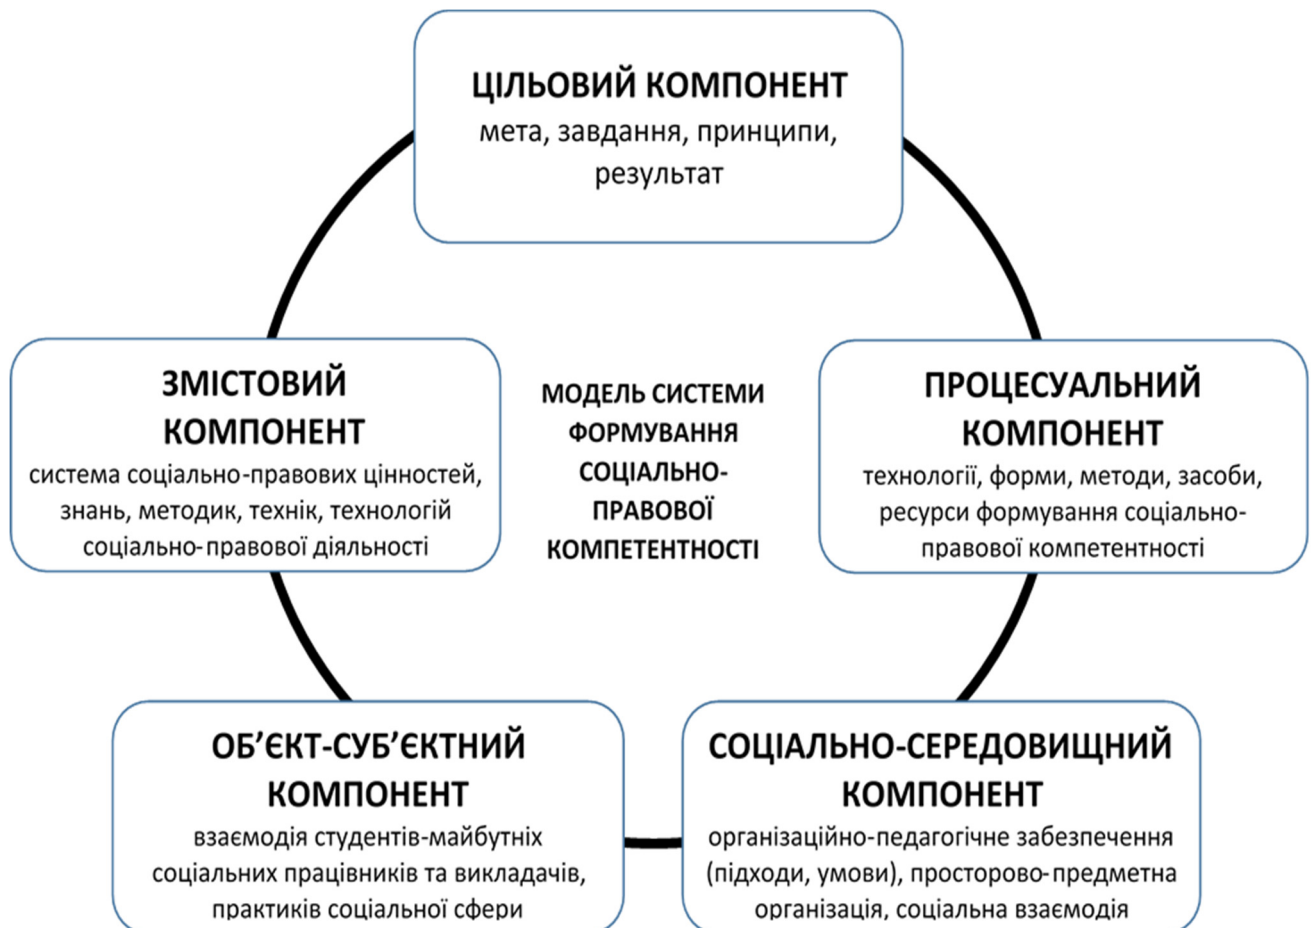 ЦІЛЬОВИЙ КОМПОНЕНТ
мета, завдання, принципи,
результат
ЗМІСТОВИЙ
КОМПОНЕНТ
система соціально-правових цінностей,
знань, методик, технік, технологій
соціально-правової діяльності
МОДЕЛЬ СИСТЕМИ
ФОРМУВАННЯ
СОЦІАЛЬНО-
ПРАВОВОЇ
КОМПЕТЕНТНОСТІ
ПРОЦЕСУАЛЬНИЙ
КОМПОНЕНТ
технології, форми, методи, засоби,
ресурси формування соціально-
правової компетентності
ОБ’ЄКТ-СУБ’ЄКТНИЙ
КОМПОНЕНТ
взаємодія студентів-майбутніх
соціальних працівників та викладачів,
практиків соціальної сфери
СОЦІАЛЬНО-СЕРЕДОВИЩНИЙ
КОМПОНЕНТ
організаційно-педагогічне забезпечення
(підходи, умови), просторово-предметна
організація, соціальна взаємодія